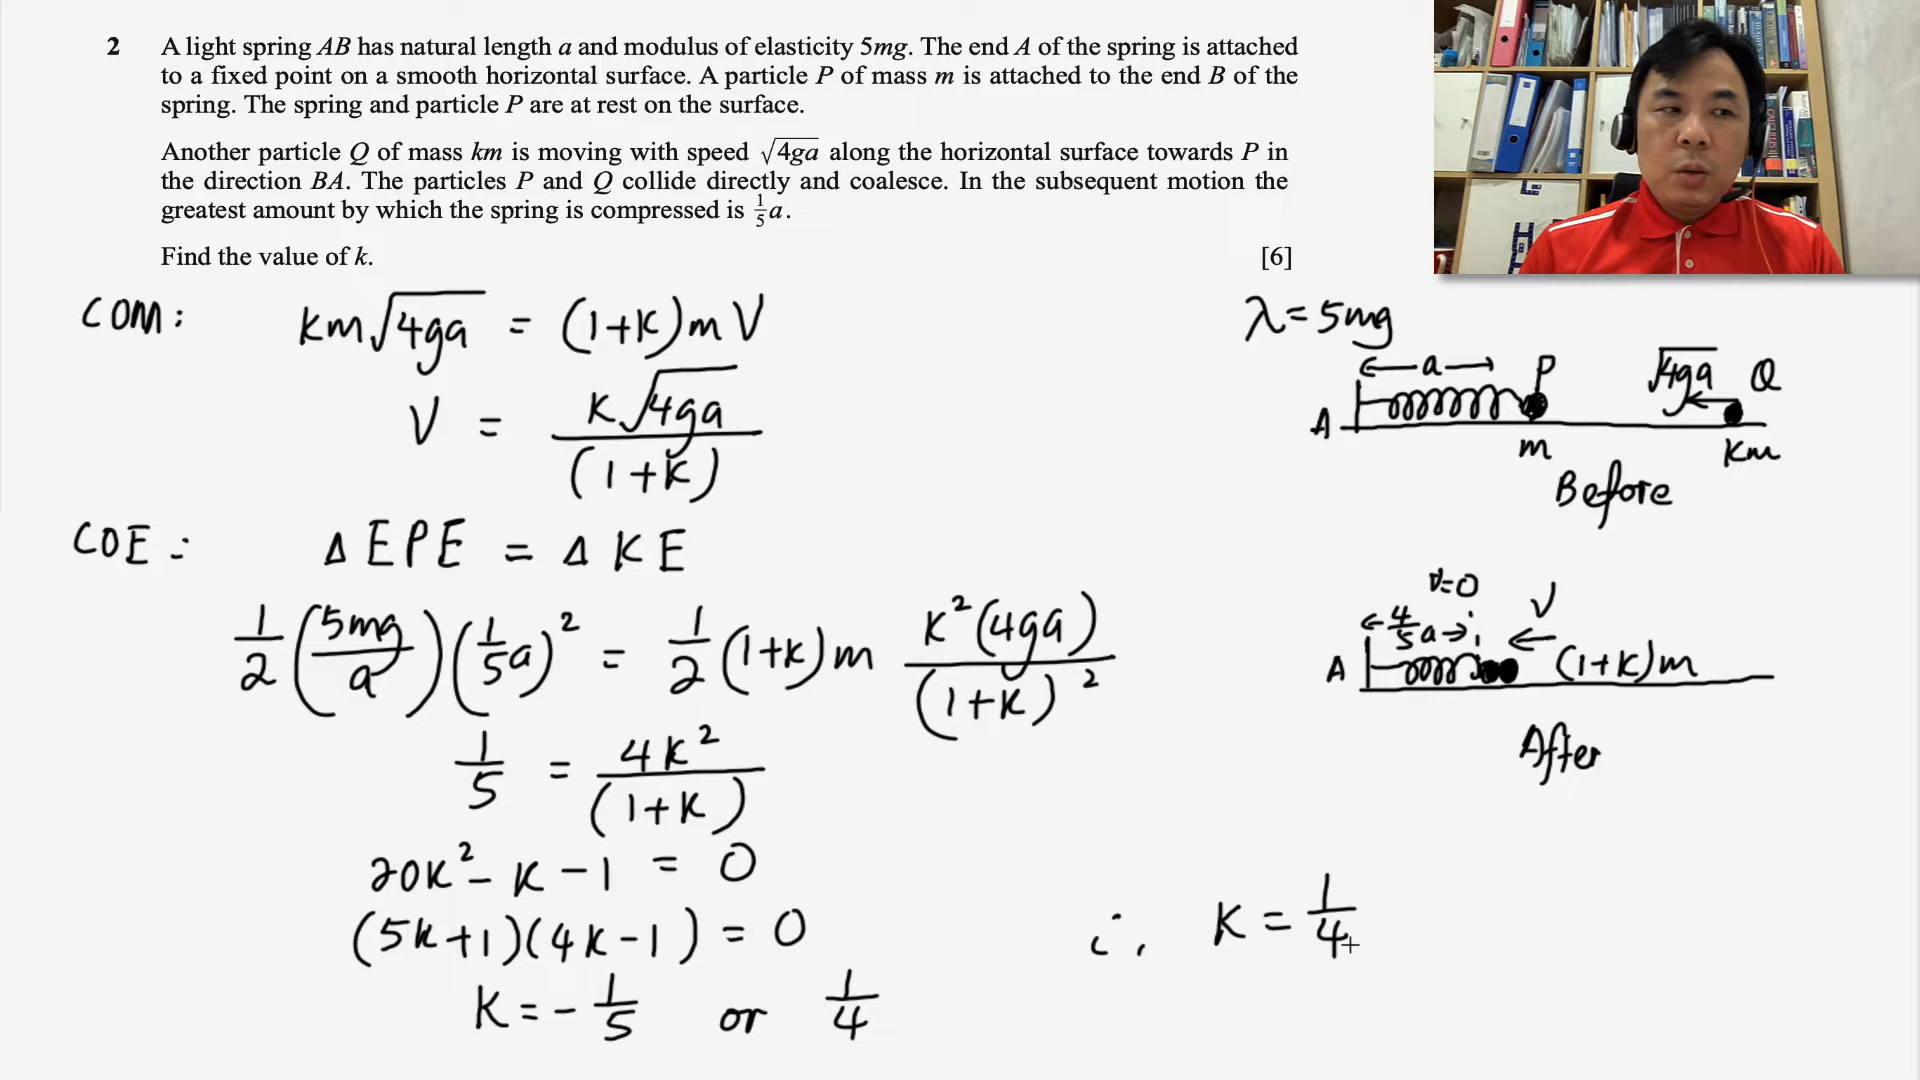 2 A light spring AB has natural length a and modulus of elasticity 5mg. The end A of the spring is attached
to a fixed point on a smooth horizontal surface. A particle P of mass m is attached to the end B of the
spring. The spring and particle P are at rest on the surface.
Another particle Q of mass km is moving with speed √4ga along the horizontal surface towards P in
the direction BA. The particles P and Q collide directly and coalesce. In the subsequent motion the
greatest amount by which the spring is compressed is 1/5 a.
Find the value of k. [6]
COM: km√4ga = (1+k)mV
V = k√4ga / (1+k)
COE: Δ EPE = Δ KE
1/2 (5mg/a)(1/5 a)² = 1/2 (1+k)m k²(4ga)/(1+k)²
1/5 = 4k²/(1+k)
20k² - k - 1 = 0
(5k+1)(4k-1) = 0
k = -1/5 or 1/4
∴ k = 1/4
λ = 5mg
a P √4ga Q
A m km
Before
v=0 V
4/5 a
A (1+k)m
After